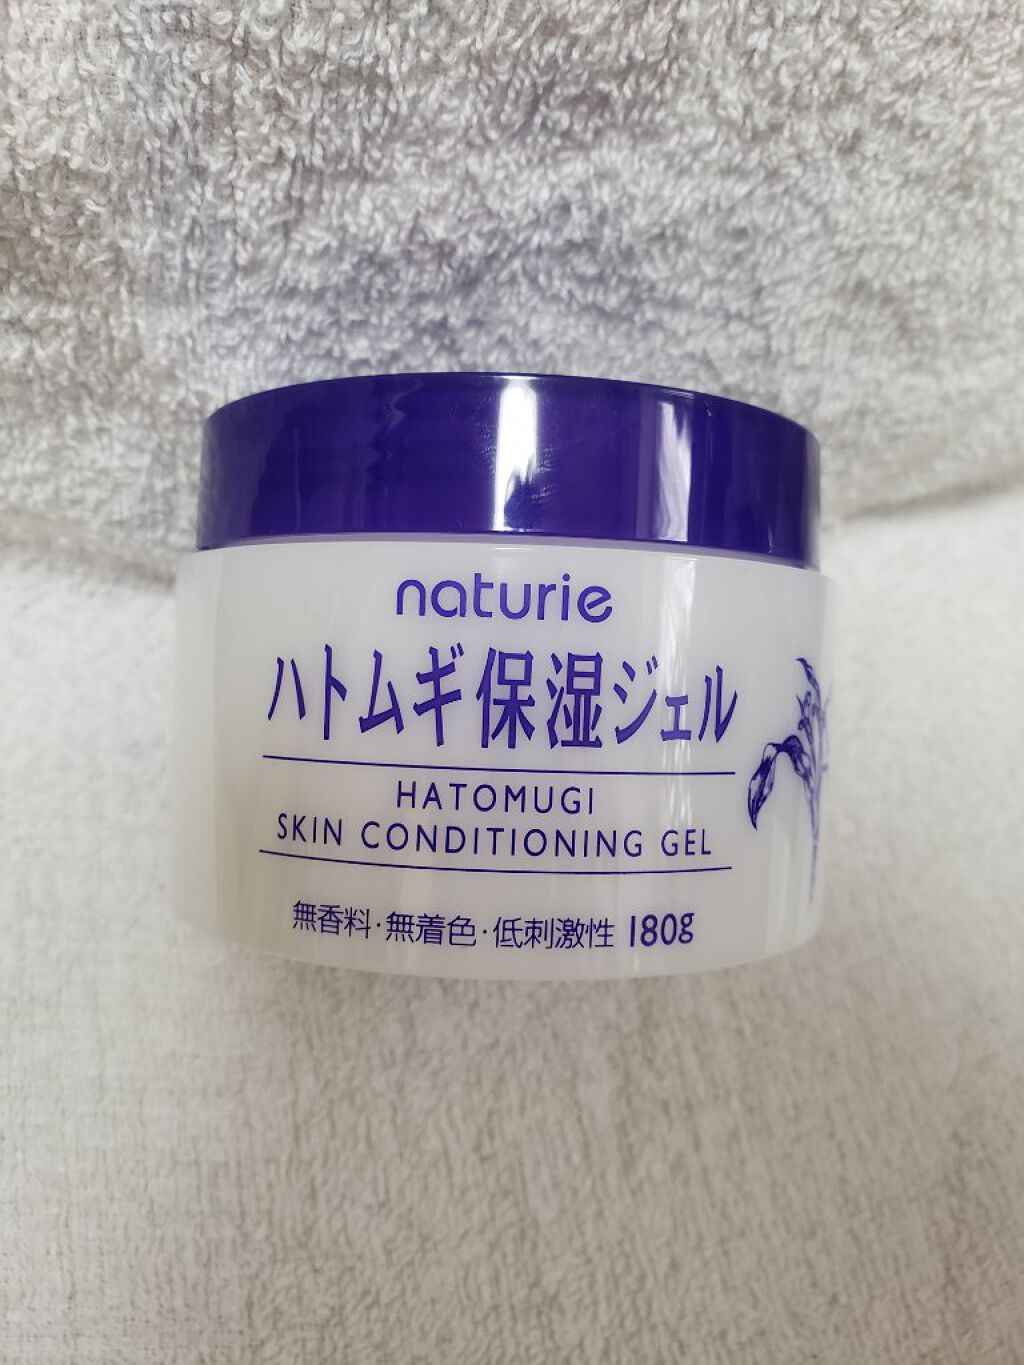 naturie
ハトムギ保湿ジェル
HATOMUGI
SKIN CONDITIONING GEL
無香料・無着色・低刺激性 180g